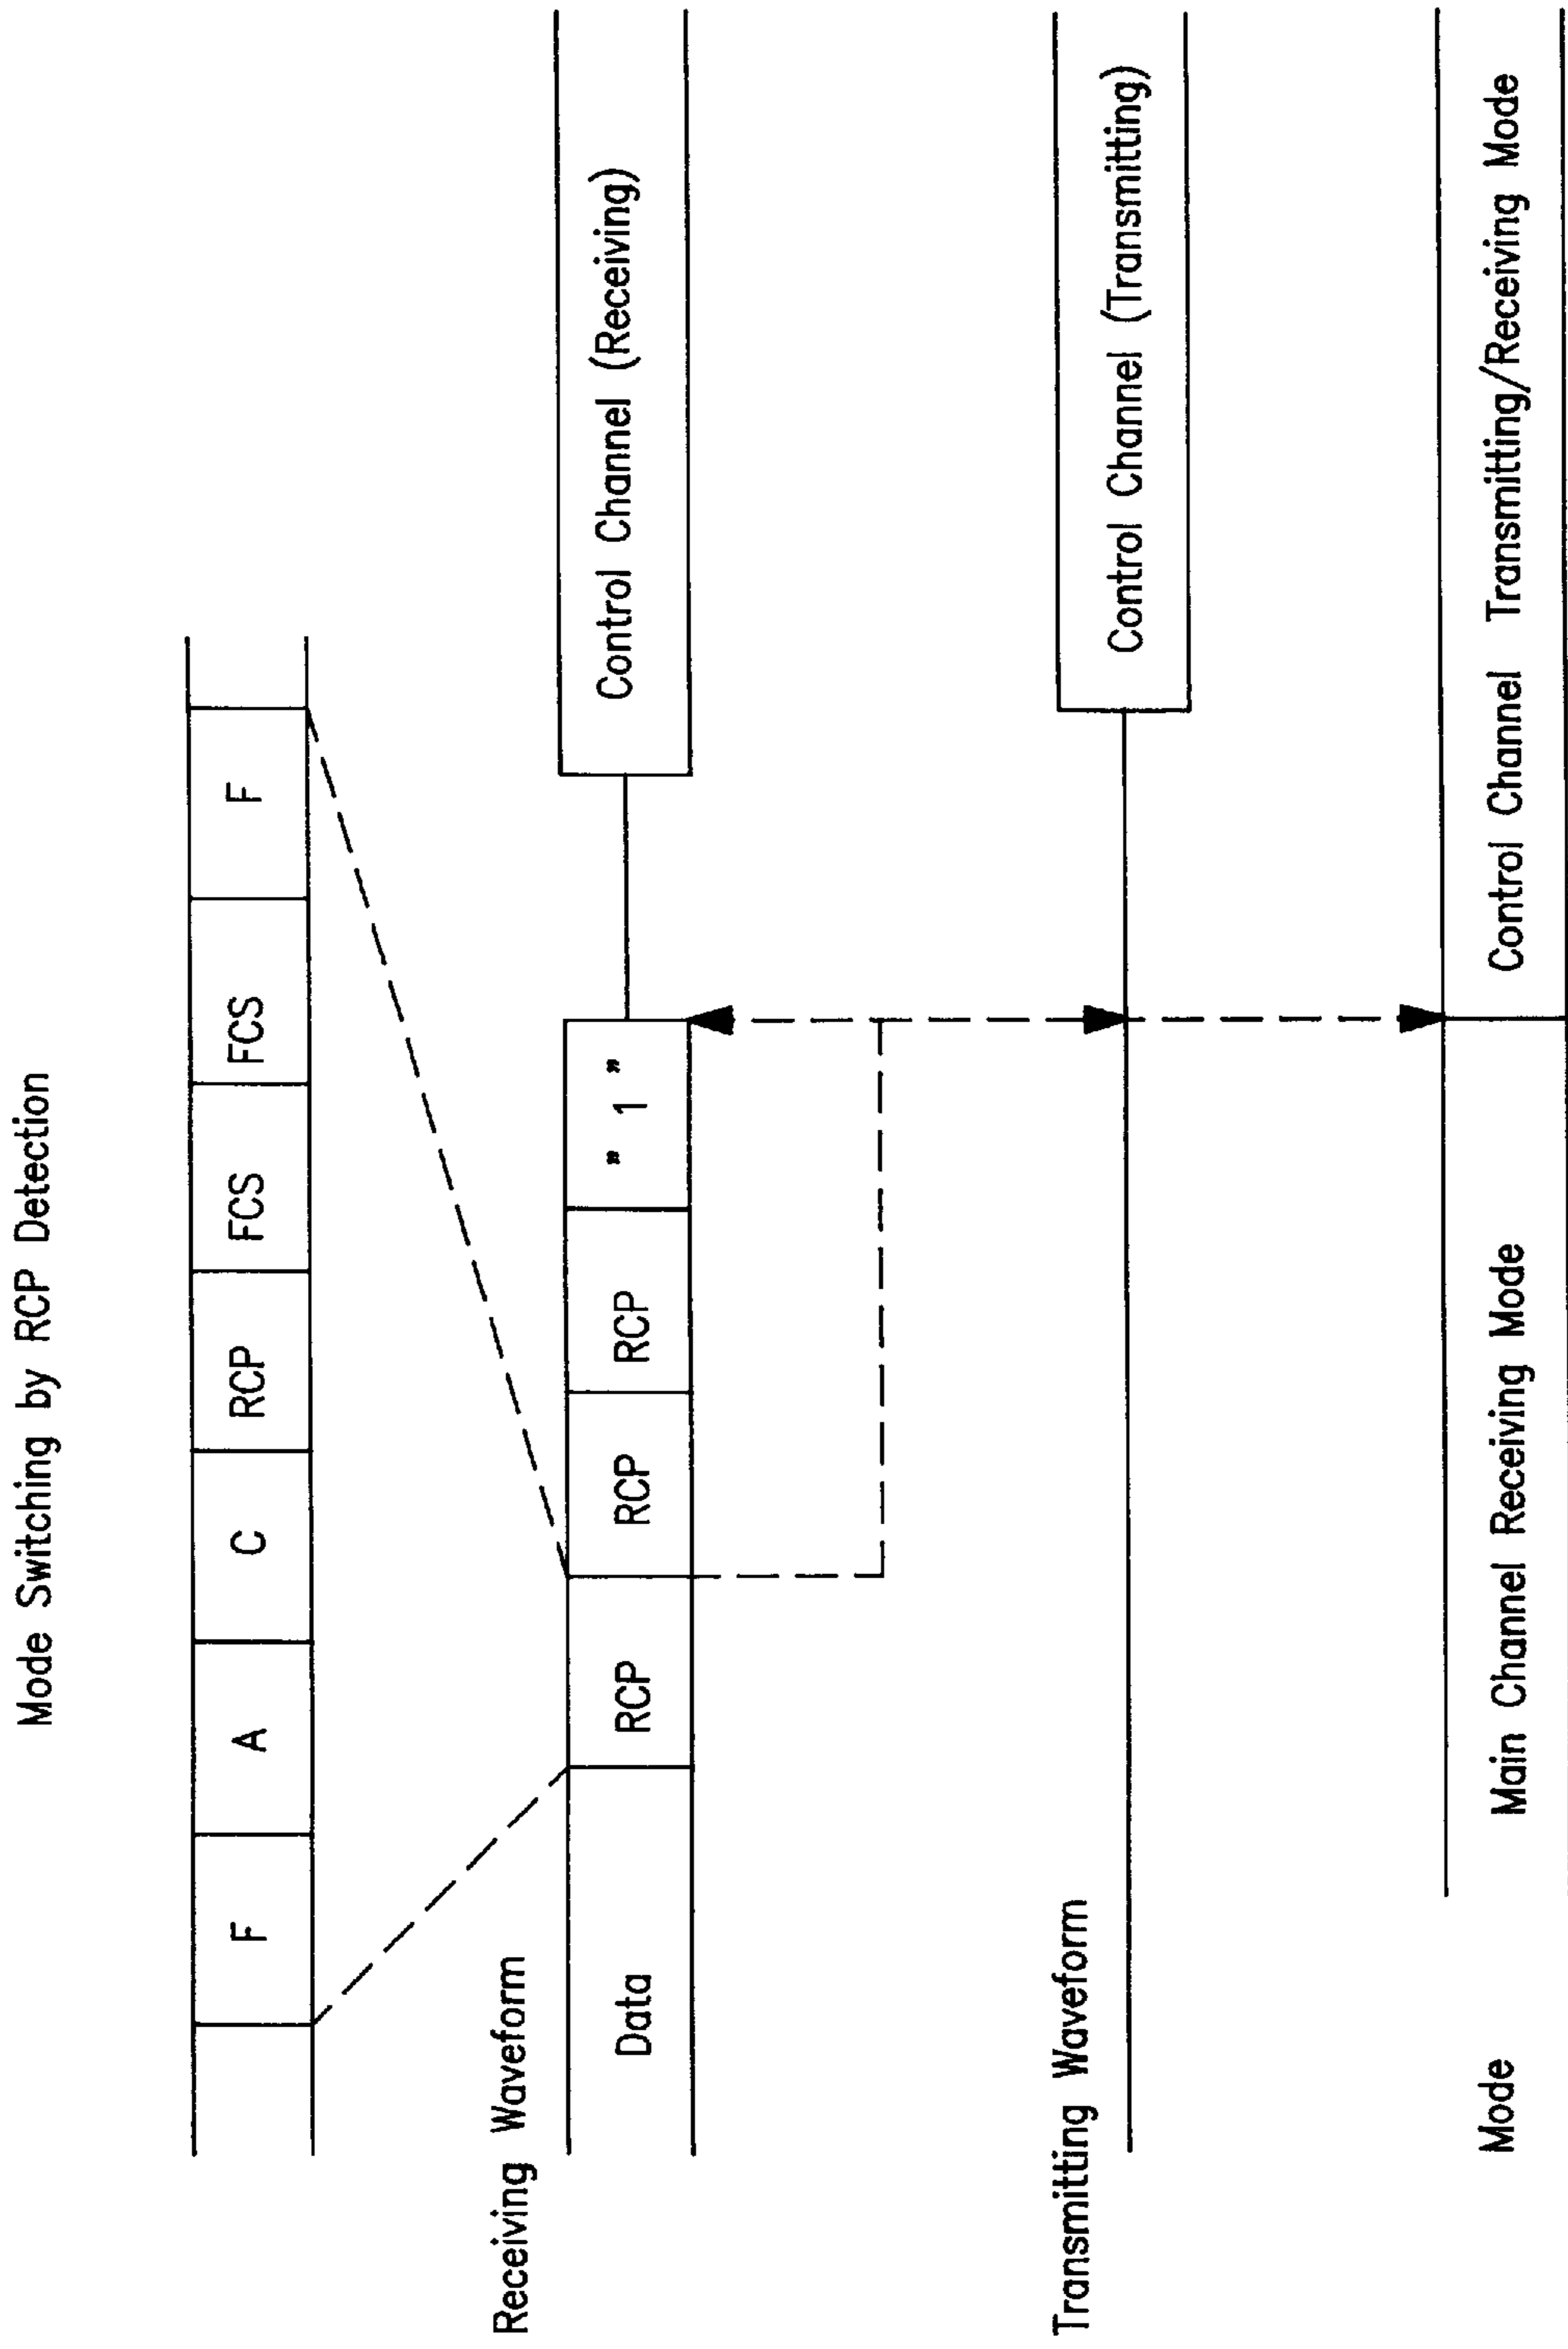 Mode Switching by RCP Detection
F A C RCP FCS FCS F
Receiving Waveform
Data RCP RCP RCP " 1 " Control Channel (Receiving)
Transmitting Waveform
Control Channel (Transmitting)
Mode Main Channel Receiving Mode Control Channel Transmitting/Receiving Mode